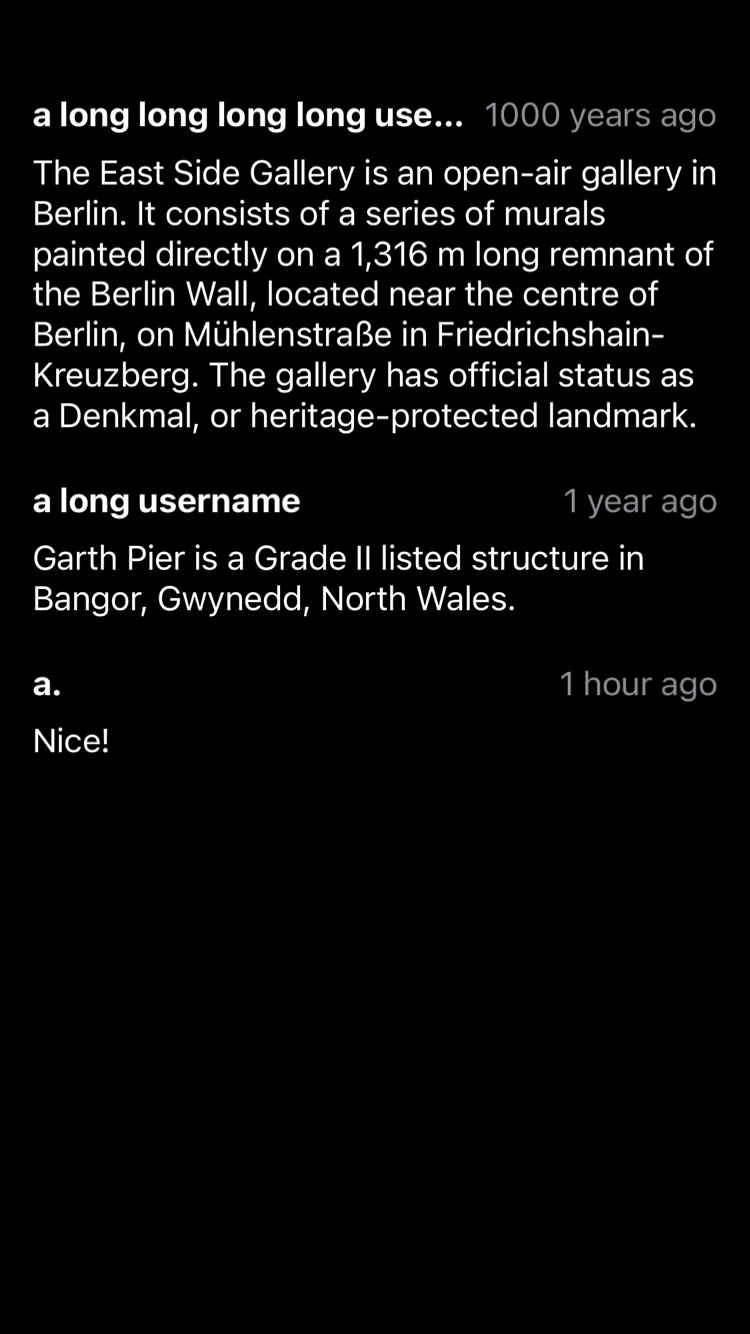 a long long long long use... 1000 years ago
The East Side Gallery is an open-air gallery in
Berlin. It consists of a series of murals
painted directly on a 1,316 m long remnant of
the Berlin Wall, located near the centre of
Berlin, on Mühlenstraße in Friedrichshain-
Kreuzberg. The gallery has official status as
a Denkmal, or heritage-protected landmark.
a long username 1 year ago
Garth Pier is a Grade II listed structure in
Bangor, Gwynedd, North Wales.
a. 1 hour ago
Nice!